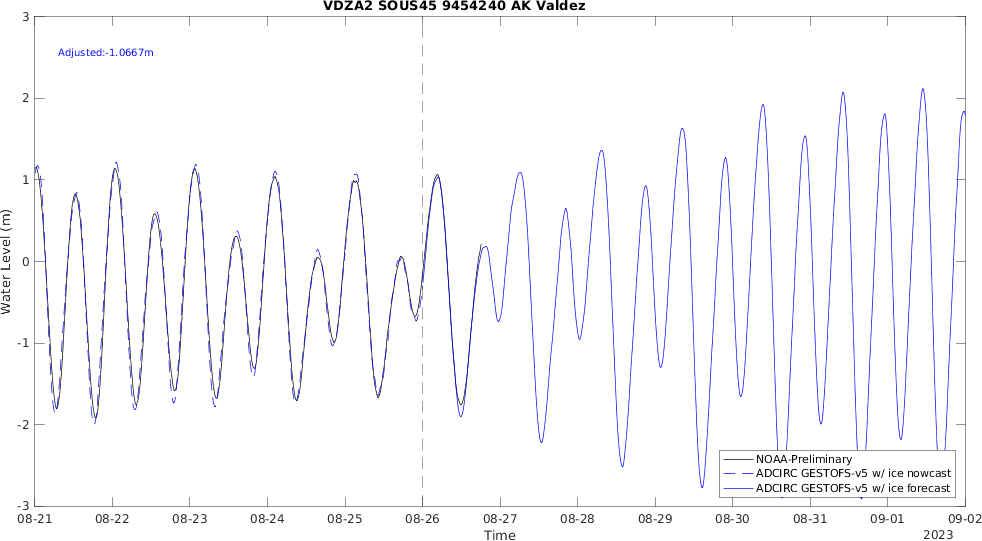 VDZA2 SOUS45 9454240 AK Valdez
Adjusted:-1.0667m
Water Level (m)
3
2
1
0
-1
-2
-3
NOAA-Preliminary
ADCIRC GESTOFS-v5 w/ ice nowcast
ADCIRC GESTOFS-v5 w/ ice forecast
08-21 08-22 08-23 08-24 08-25 08-26 08-27 08-28 08-29 08-30 08-31 09-01 09-02
Time
2023